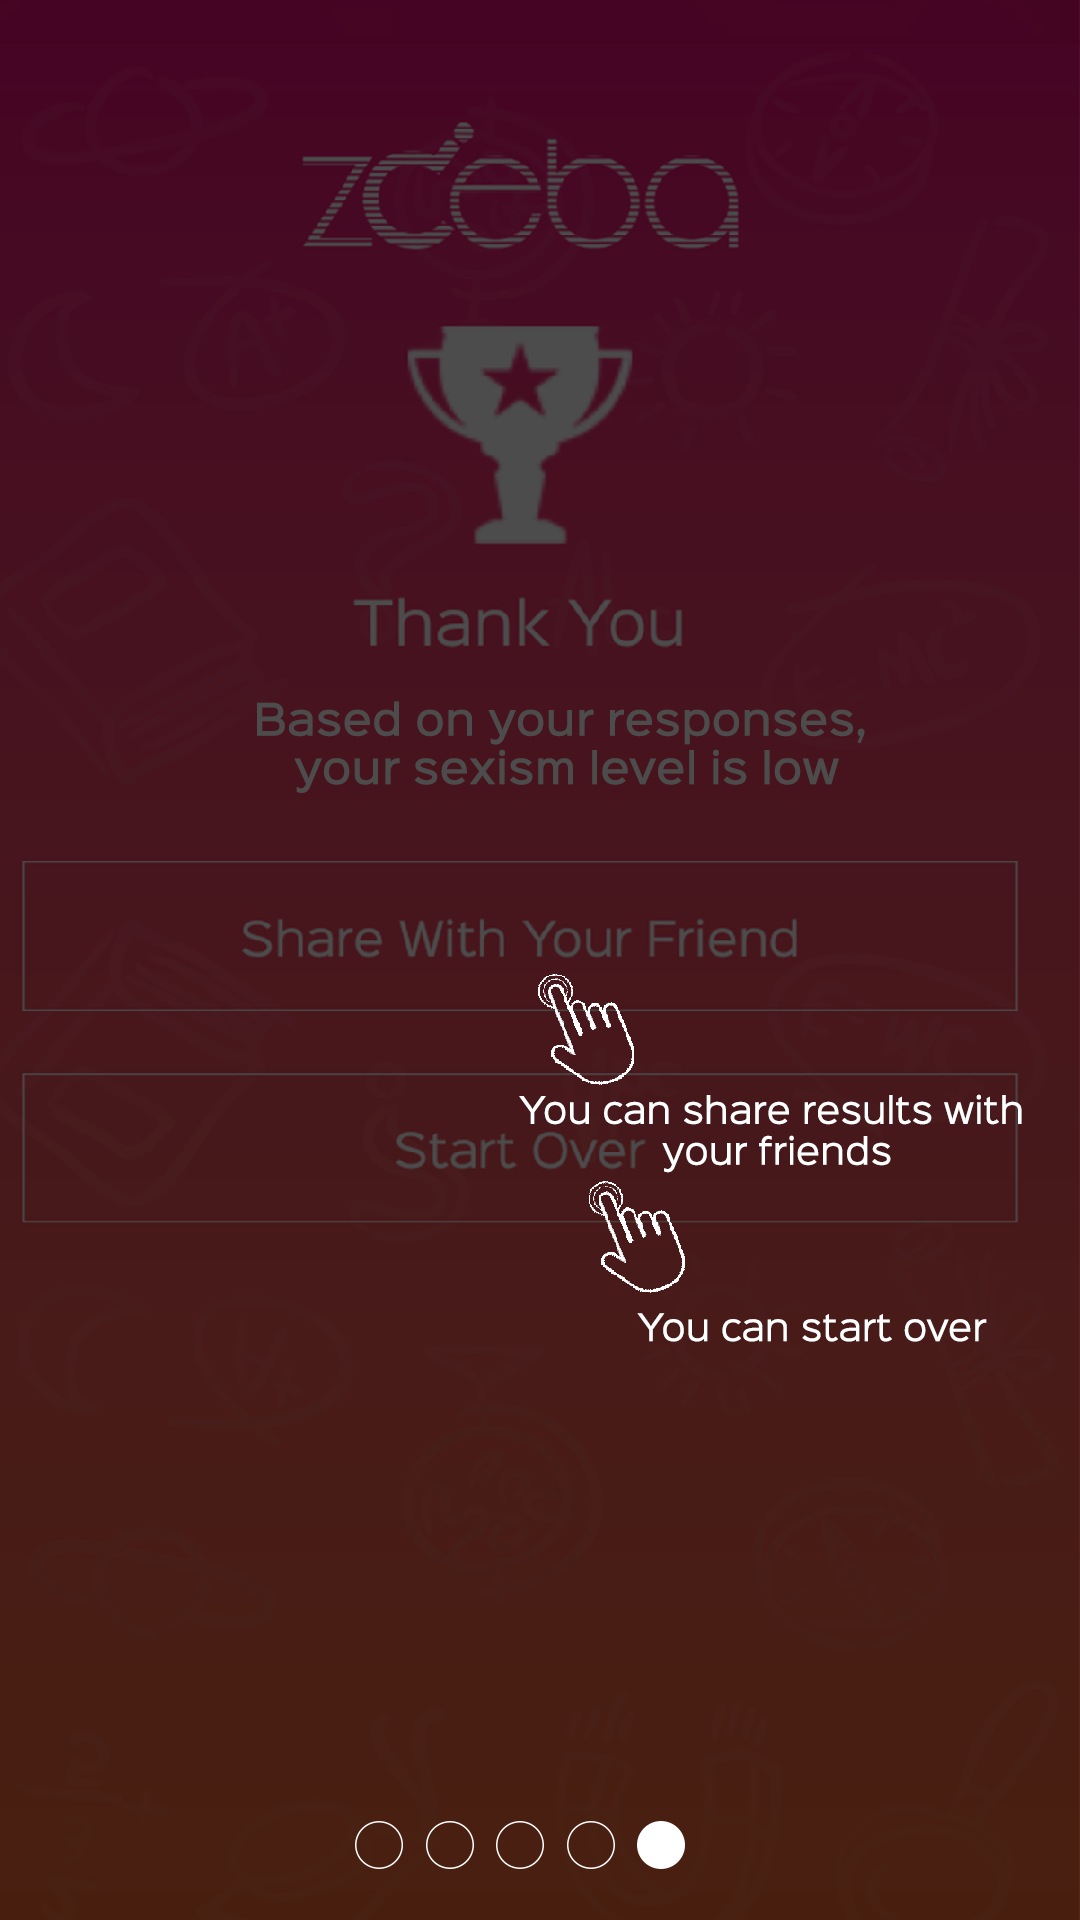 zceba
Thank You
Based on your responses,
your sexism level is low
Share With Your Friend
You can share results with
your friends
Start Over
You can start over